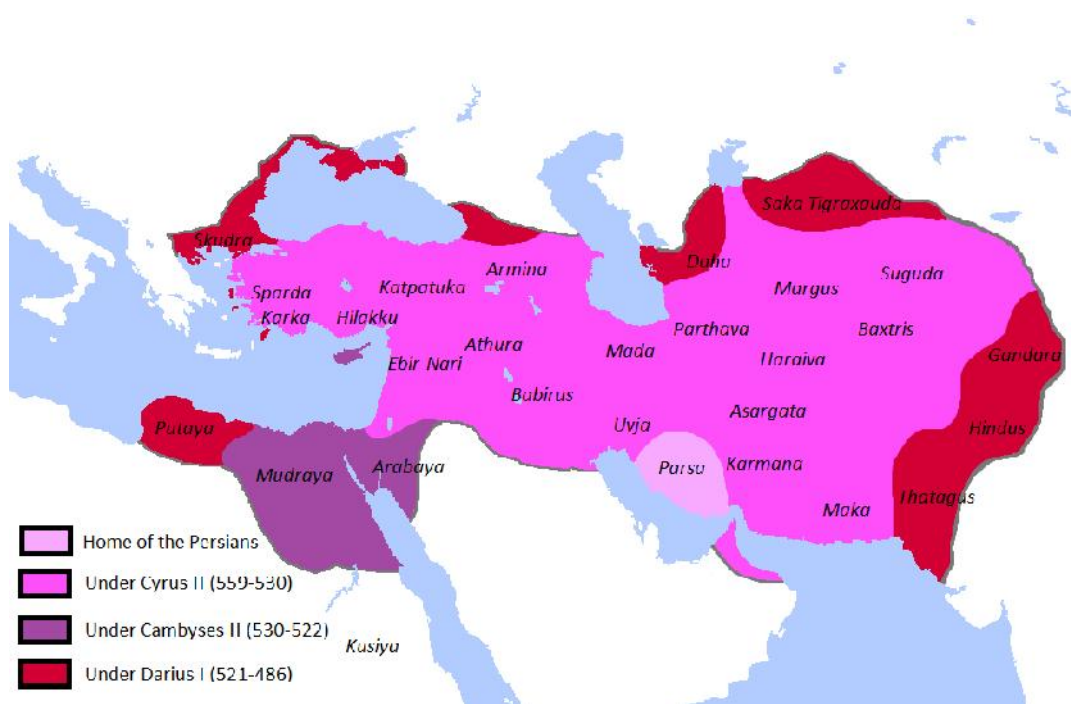 Skudra
Saka Tigraxauda
Daha
Armina
Suguda
Katpatuka
Margus
Sparda
Karka
Hilakku
Parthava
Baxtris
Athura
Mada
Haraiva
Gandara
Ebir Nari
Babirus
Asargata
Uvja
Hindus
Putaya
Mudraya
Arabaya
Parsa
Karmana
Thatagus
Maka
Kusiya
Home of the Persians
Under Cyrus II (559-530)
Under Cambyses II (530-522)
Under Darius I (521-486)